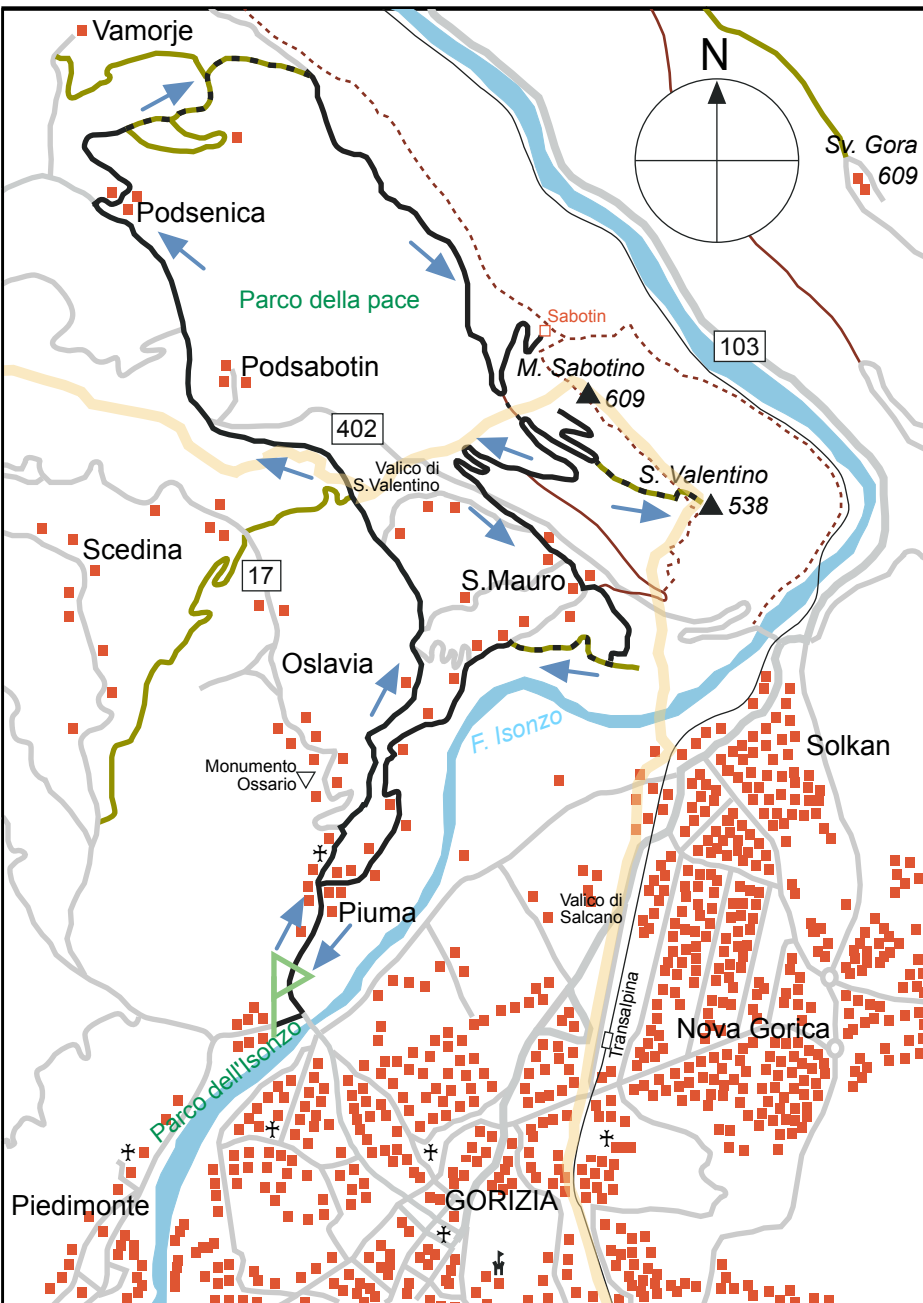 Vamorje
N
Sv. Gora
609
Podsenica
Parco della pace
Sabotin
103
M. Sabotino
609
Podsabotin
402
Valico di
S.Valentino
S. Valentino
538
Scedina
17
S.Mauro
Oslavia
F. Isonzo
Solkan
Monumento
Ossario
Piuma
Valico di
Salcano
Transalpina
Nova Gorica
Parco dell'Isonzo
Piedimonte
GORIZIA